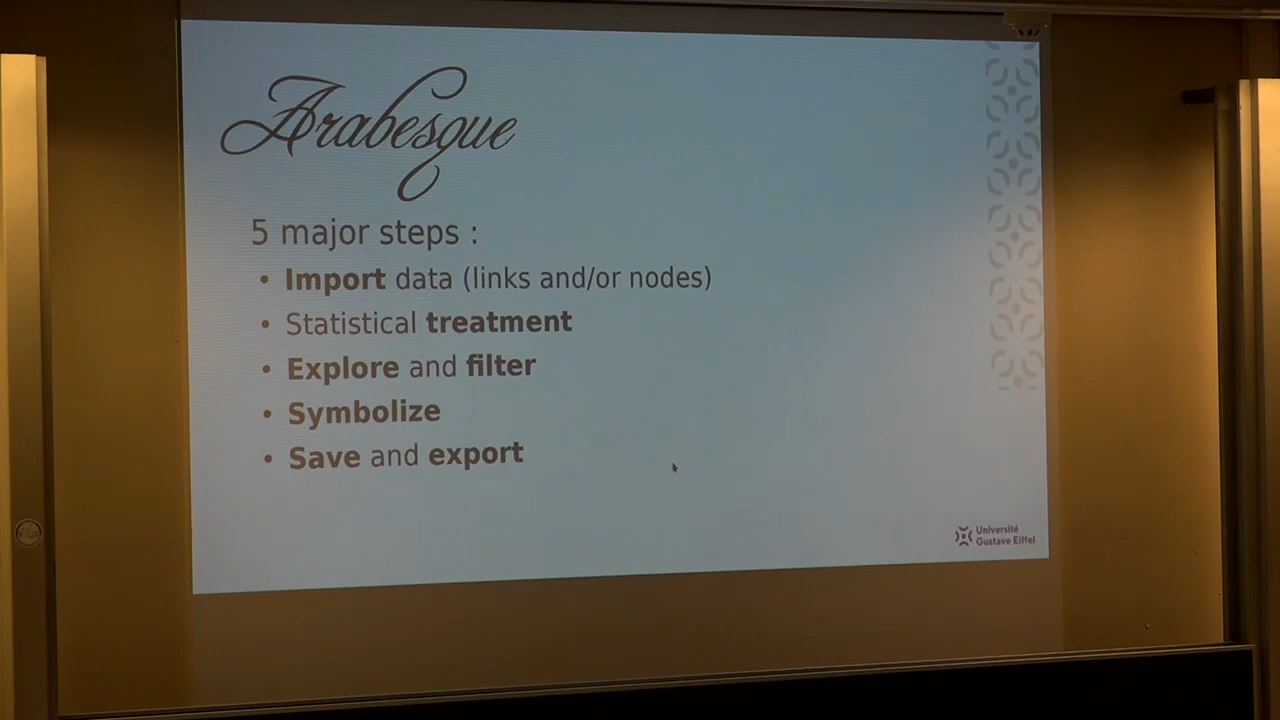 Arabesque
5 major steps :
• Import data (links and/or nodes)
• Statistical treatment
• Explore and filter
• Symbolize
• Save and export
Université
Gustave Eiffel